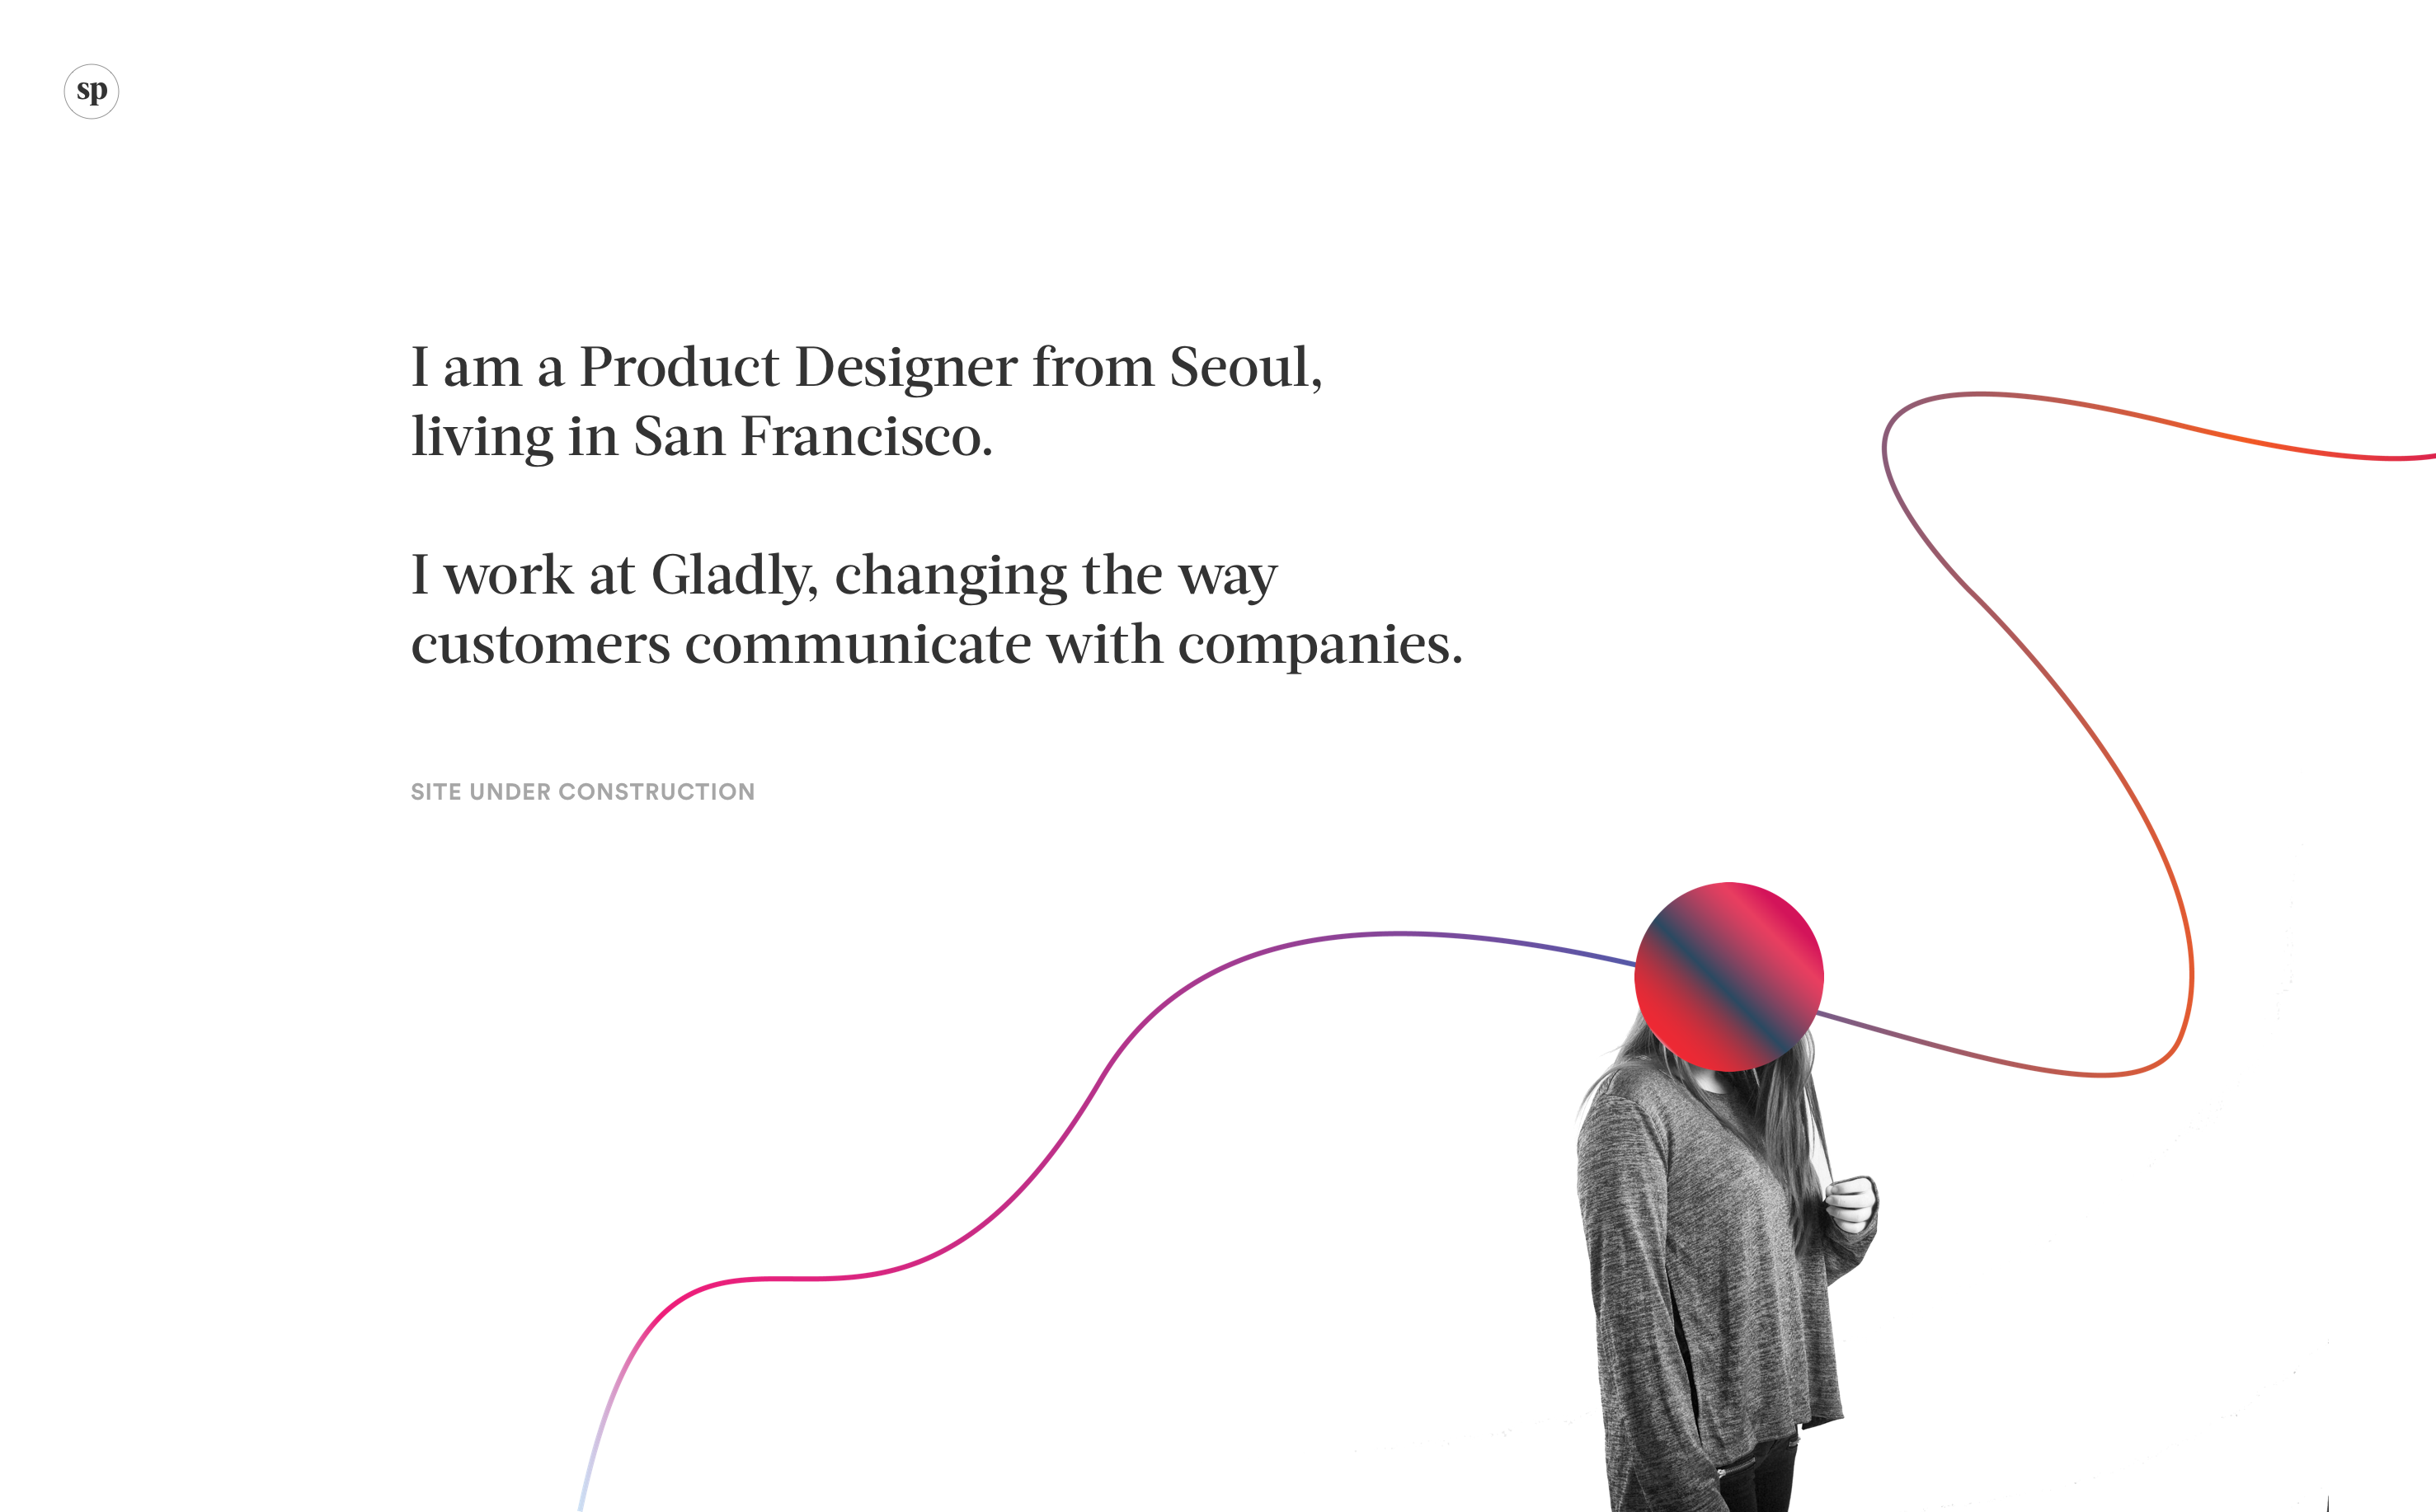 sp
I am a Product Designer from Seoul,
living in San Francisco.
I work at Gladly, changing the way
customers communicate with companies.
SITE UNDER CONSTRUCTION